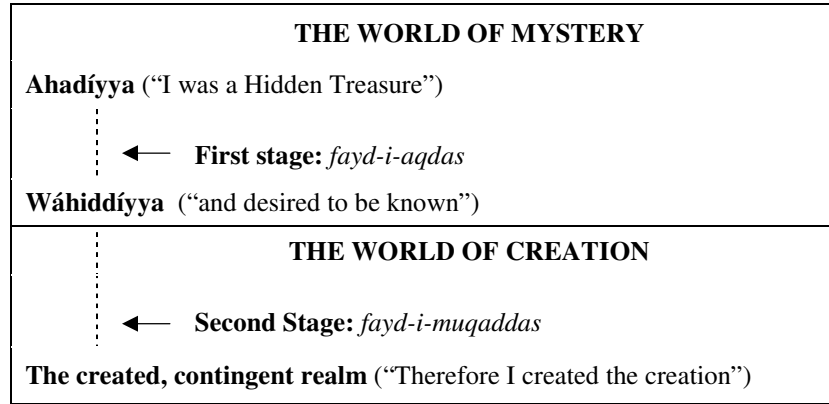 THE WORLD OF MYSTERY
Ahadíyya (“I was a Hidden Treasure”)
First stage: fayd-i-aqdas
Wáhiddíyya (“and desired to be known”)
THE WORLD OF CREATION
Second Stage: fayd-i-muqaddas
The created, contingent realm (“Therefore I created the creation”)